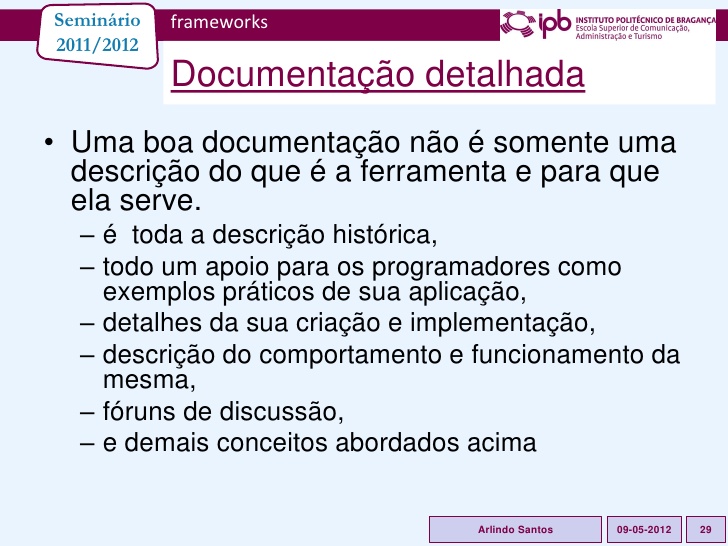 Seminário
2011/2012
frameworks
ipb INSTITUTO POLITÉCNICO DE BRAGANÇA
Escola Superior de Comunicação,
Administração e Turismo
Documentação detalhada
• Uma boa documentação não é somente uma
descrição do que é a ferramenta e para que
ela serve.
– é toda a descrição histórica,
– todo um apoio para os programadores como
exemplos práticos de sua aplicação,
– detalhes da sua criação e implementação,
– descrição do comportamento e funcionamento da
mesma,
– fóruns de discussão,
– e demais conceitos abordados acima
Arlindo Santos
09-05-2012
29